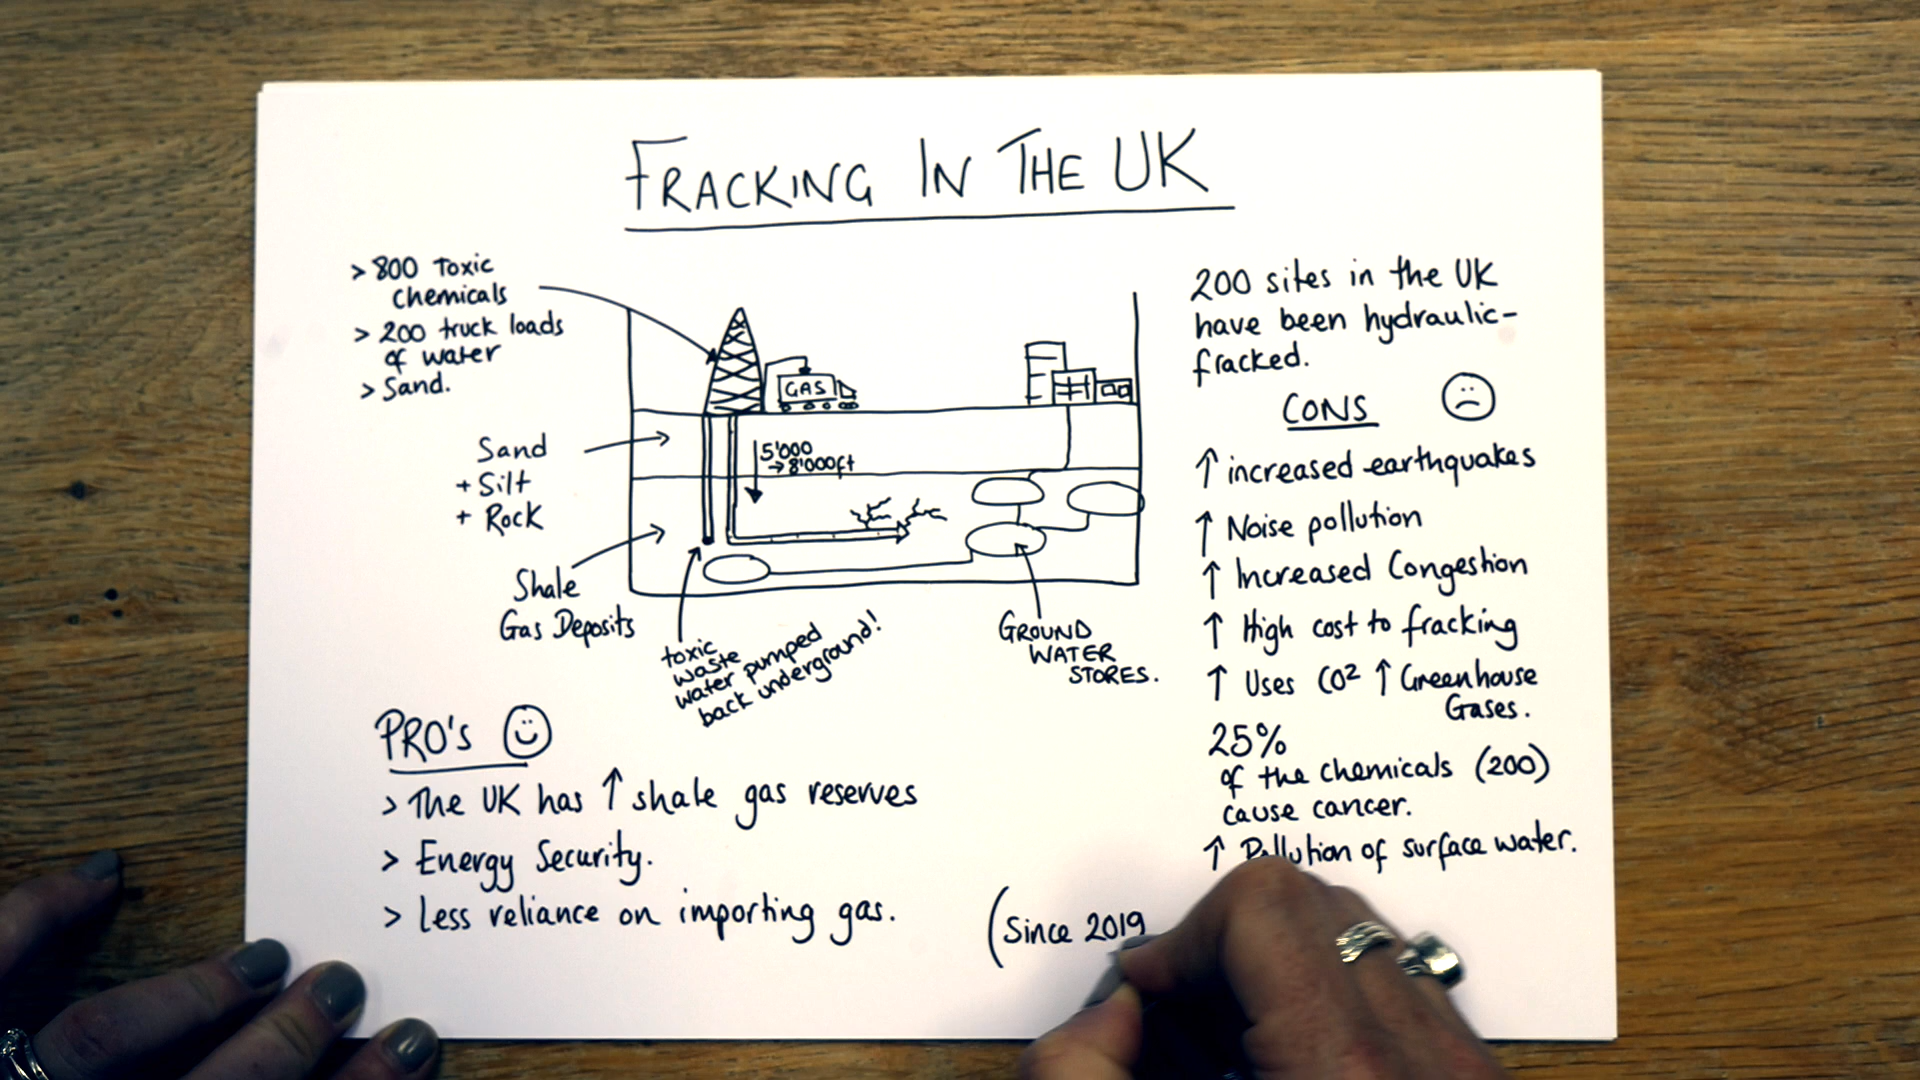 FRACKING IN THE UK
> 800 Toxic
Chemicals
> 200 truck loads
of water
> Sand.
Sand
+ Silt
+ Rock
Shale
Gas Deposits
GAS
5'000
→ 8'000ft
toxic
waste
water pumped
back underground!
GROUND
WATER
STORES.
PRO's
> The UK has ↑ shale gas reserves
> Energy Security.
> Less reliance on importing gas.
200 sites in the UK
have been hydraulic-
fracked.
CONS
↑ increased earthquakes
↑ Noise pollution
↑ Increased Congestion
↑ High cost to fracking
↑ Uses CO² ↑ Greenhouse
Gases.
25%
of the chemicals (200)
cause cancer.
↑ Pollution of surface water.
(Since 2019